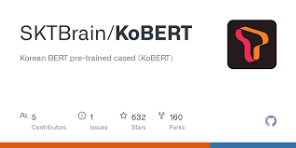 SKTBrain/KoBERT
Korean BERT pre-trained cased (KoBERT)
5 1 632 160
Contributors Issues Stars Forks